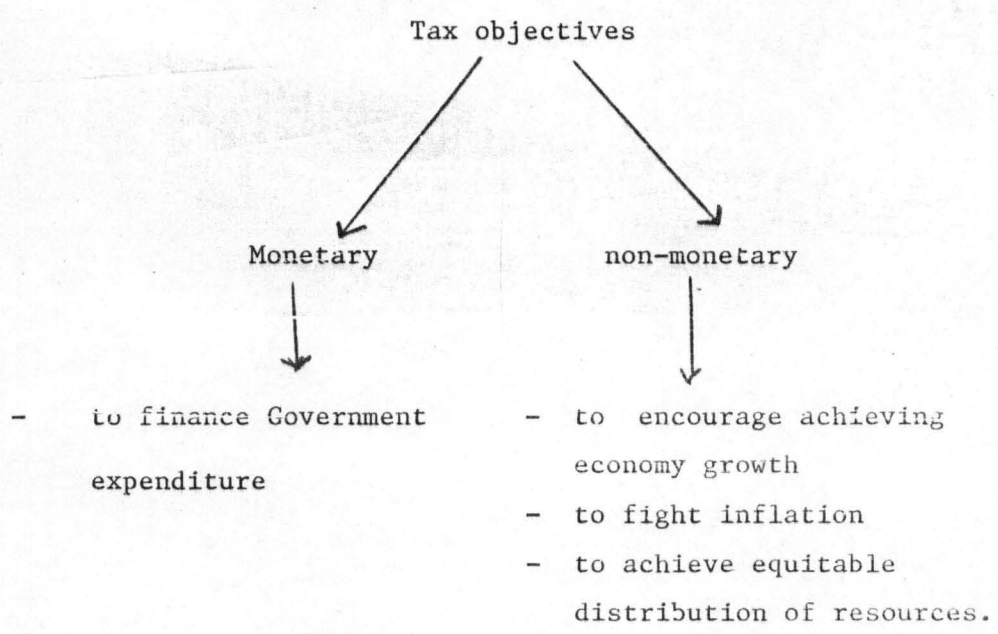 Tax objectives
Monetary
non-monetary
- to finance Government
expenditure
- to encourage achieving
economy growth
- to fight inflation
- to achieve equitable
distribution of resources.